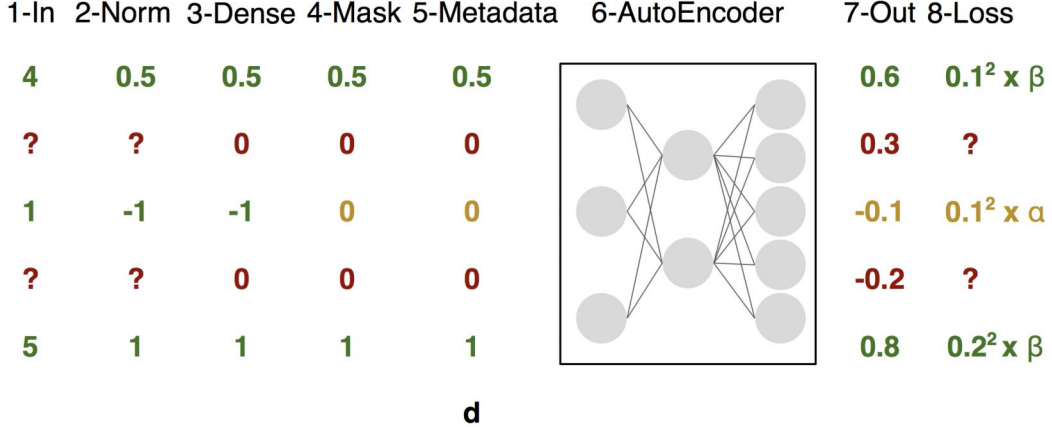 1-In 2-Norm 3-Dense 4-Mask 5-Metadata 6-AutoEncoder 7-Out 8-Loss
4 0.5 0.5 0.5 0.5 0.6 0.1² x β
? ? 0 0 0 0.3 ?
1 -1 -1 0 0 -0.1 0.1² x α
? ? 0 0 0 -0.2 ?
5 1 1 1 1 0.8 0.2² x β
d